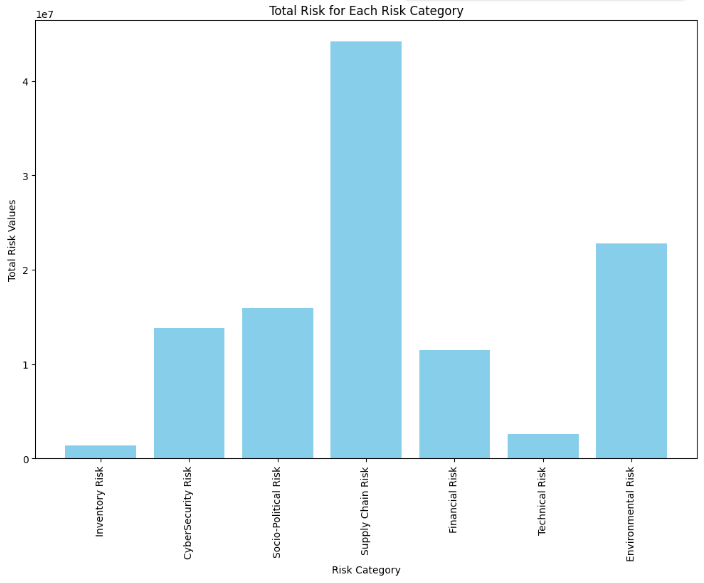 Total Risk for Each Risk Category
1e7
Total Risk Values
4
3
2
1
0
Inventory Risk
CyberSecurity Risk
Socio-Political Risk
Supply Chain Risk
Financial Risk
Technical Risk
Environmental Risk
Risk Category